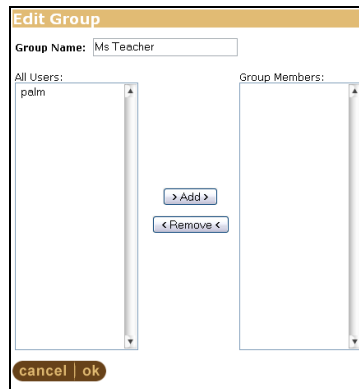 Edit Group
Group Name: Ms Teacher
All Users:
palm
Group Members:
> Add >
< Remove <
cancel | ok